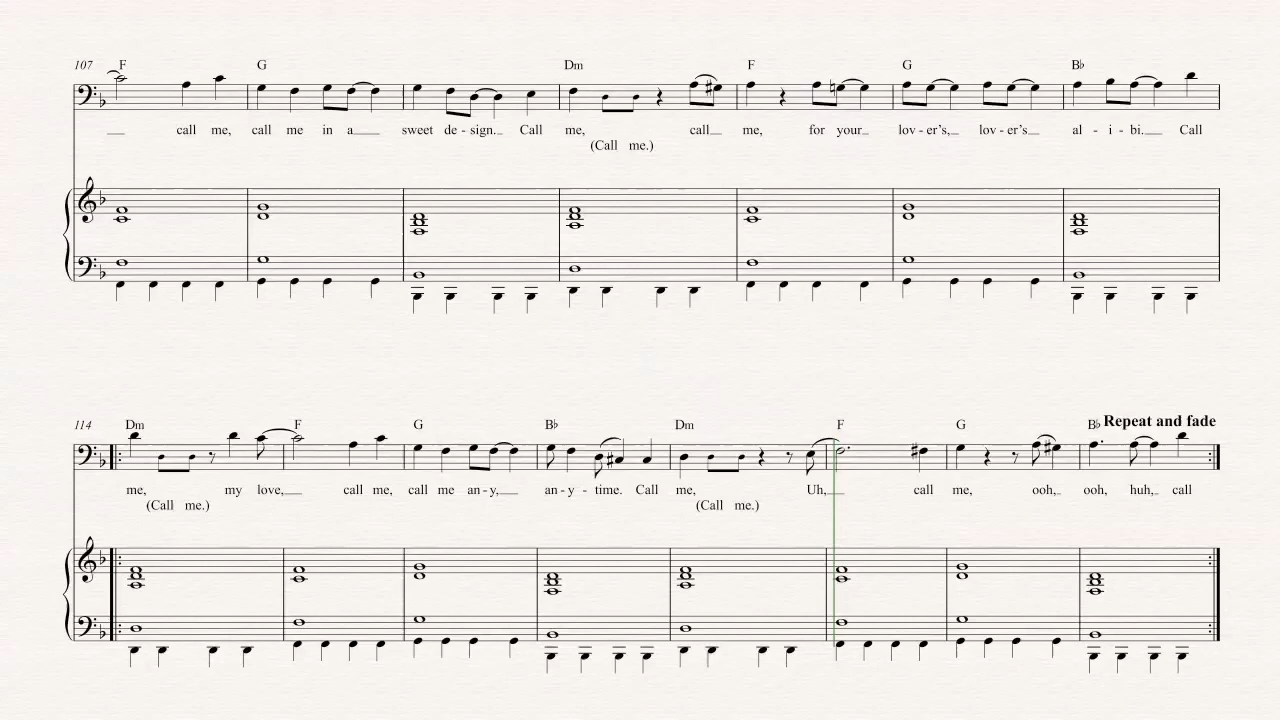 107 F G Dm F G B♭
call me, call me in a sweet de - sign. Call me, call me, for your lov - er's, lov - er's al - i - bi. Call
(Call me.)
114 Dm F G B♭ Dm F G B♭ Repeat and fade
me, my love, call me, call me an - y, an - y - time. Call me, Uh, call me, ooh, ooh, huh, call
(Call me.) (Call me.)